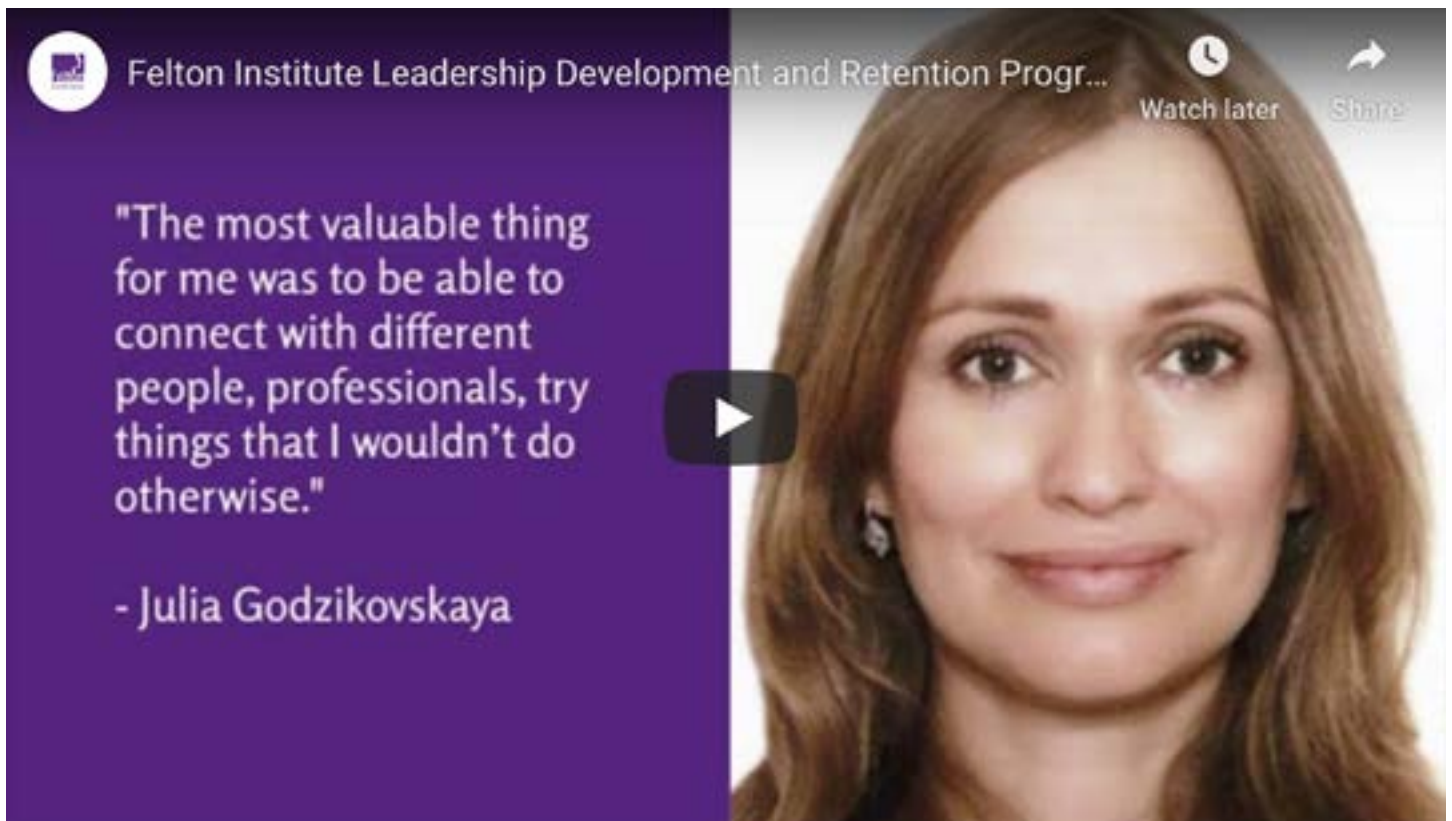 Felton Institute Leadership Development and Retention Progr...
Watch later
Share
"The most valuable thing
for me was to be able to
connect with different
people, professionals, try
things that I wouldn’t do
otherwise."
- Julia Godzikovskaya